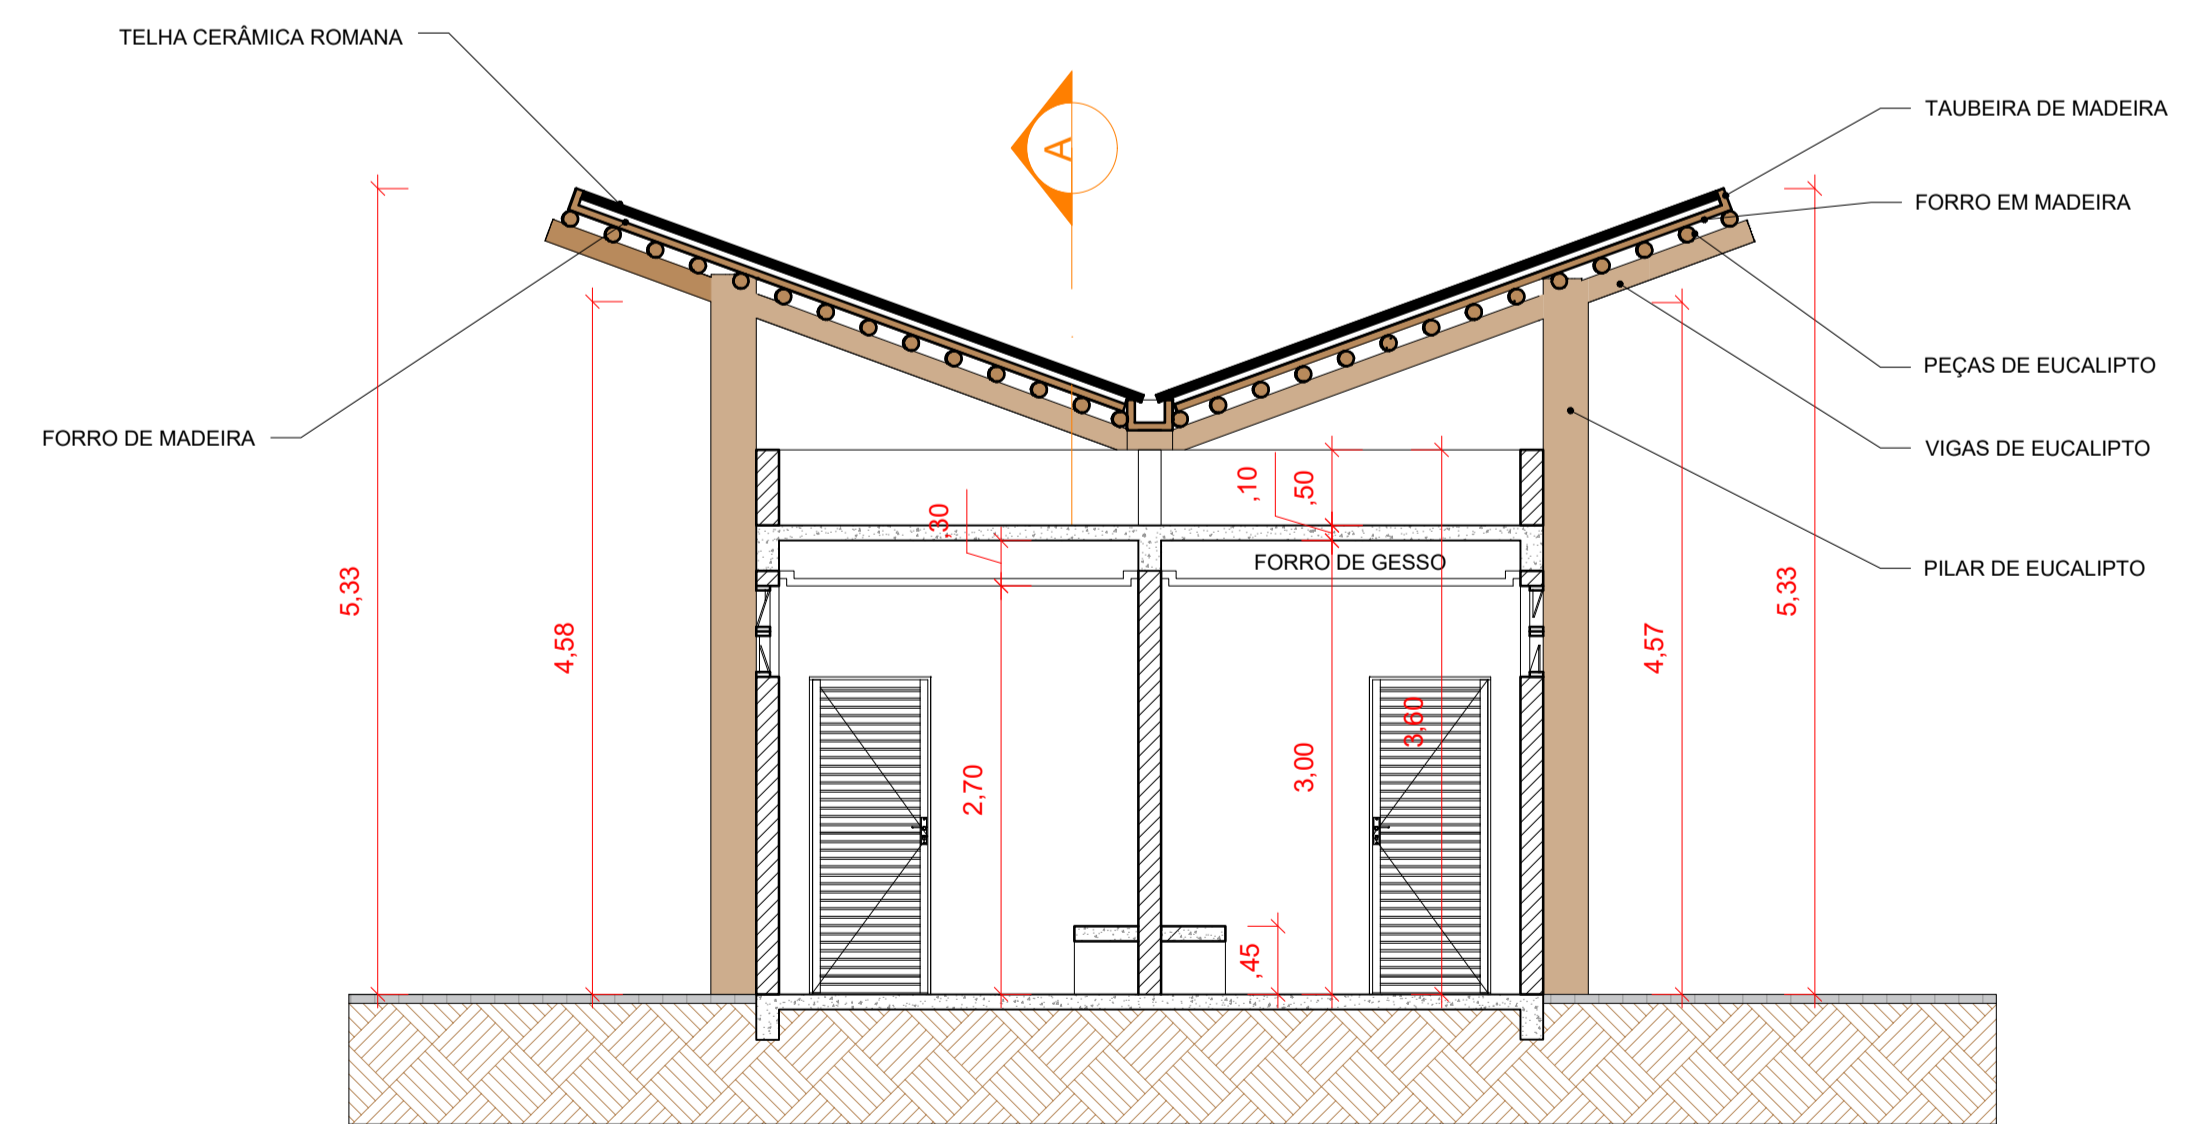 TELHA CERÂMICA ROMANA
A
TAUBEIRA DE MADEIRA
FORRO EM MADEIRA
PEÇAS DE EUCALIPTO
FORRO DE MADEIRA
VIGAS DE EUCALIPTO
,10
,50
,30
FORRO DE GESSO
PILAR DE EUCALIPTO
5,33
4,58
4,57
5,33
3,60
2,70
3,00
,45